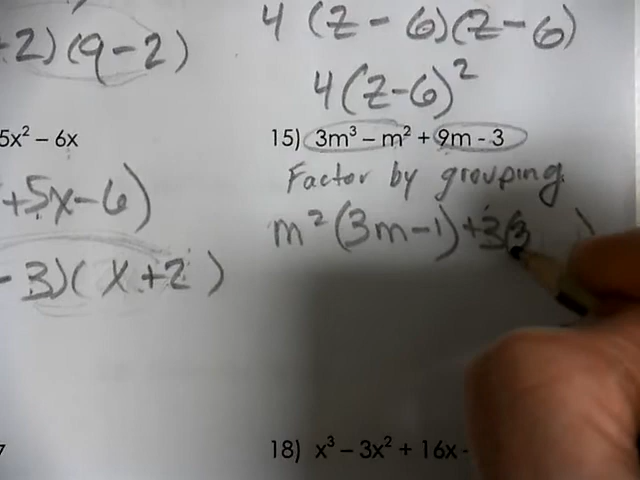 4(z-6)(z-6)
+2)(9-2)
4(z-6)²
5x² – 6x
15) 3m³ – m² + 9m - 3
Factor by grouping
+5x-6)
m²(3m-1)+3(3 )
-3)(x+2)
18) x³ – 3x² + 16x -